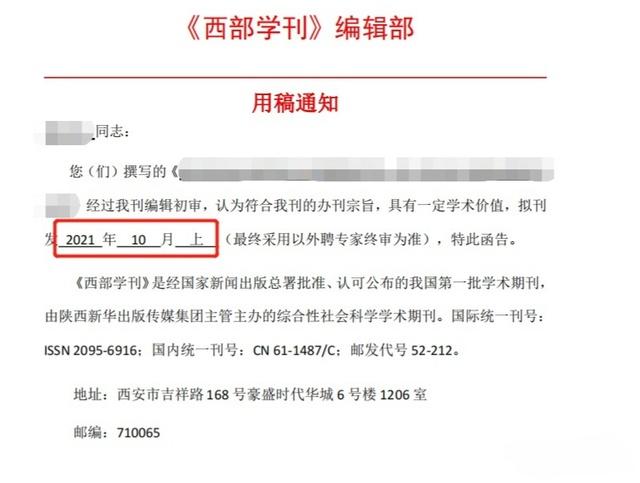 《西部学刊》编辑部
用稿通知
同志：
您（们）撰写的《
经过我刊编辑初审，认为符合我刊的办刊宗旨，具有一定学术价值，拟刊
发 2021 年 10 月 上 （最终采用以外聘专家终审为准），特此函告。
《西部学刊》是经国家新闻出版总署批准、认可公布的我国第一批学术期刊，
由陕西新华出版传媒集团主管主办的综合性社会科学学术期刊。国际统一刊号：
ISSN 2095-6916；国内统一刊号：CN 61-1487/C；邮发代号 52-212。
地址：西安市吉祥路 168 号豪盛时代华城 6 号楼 1206 室
邮编：710065